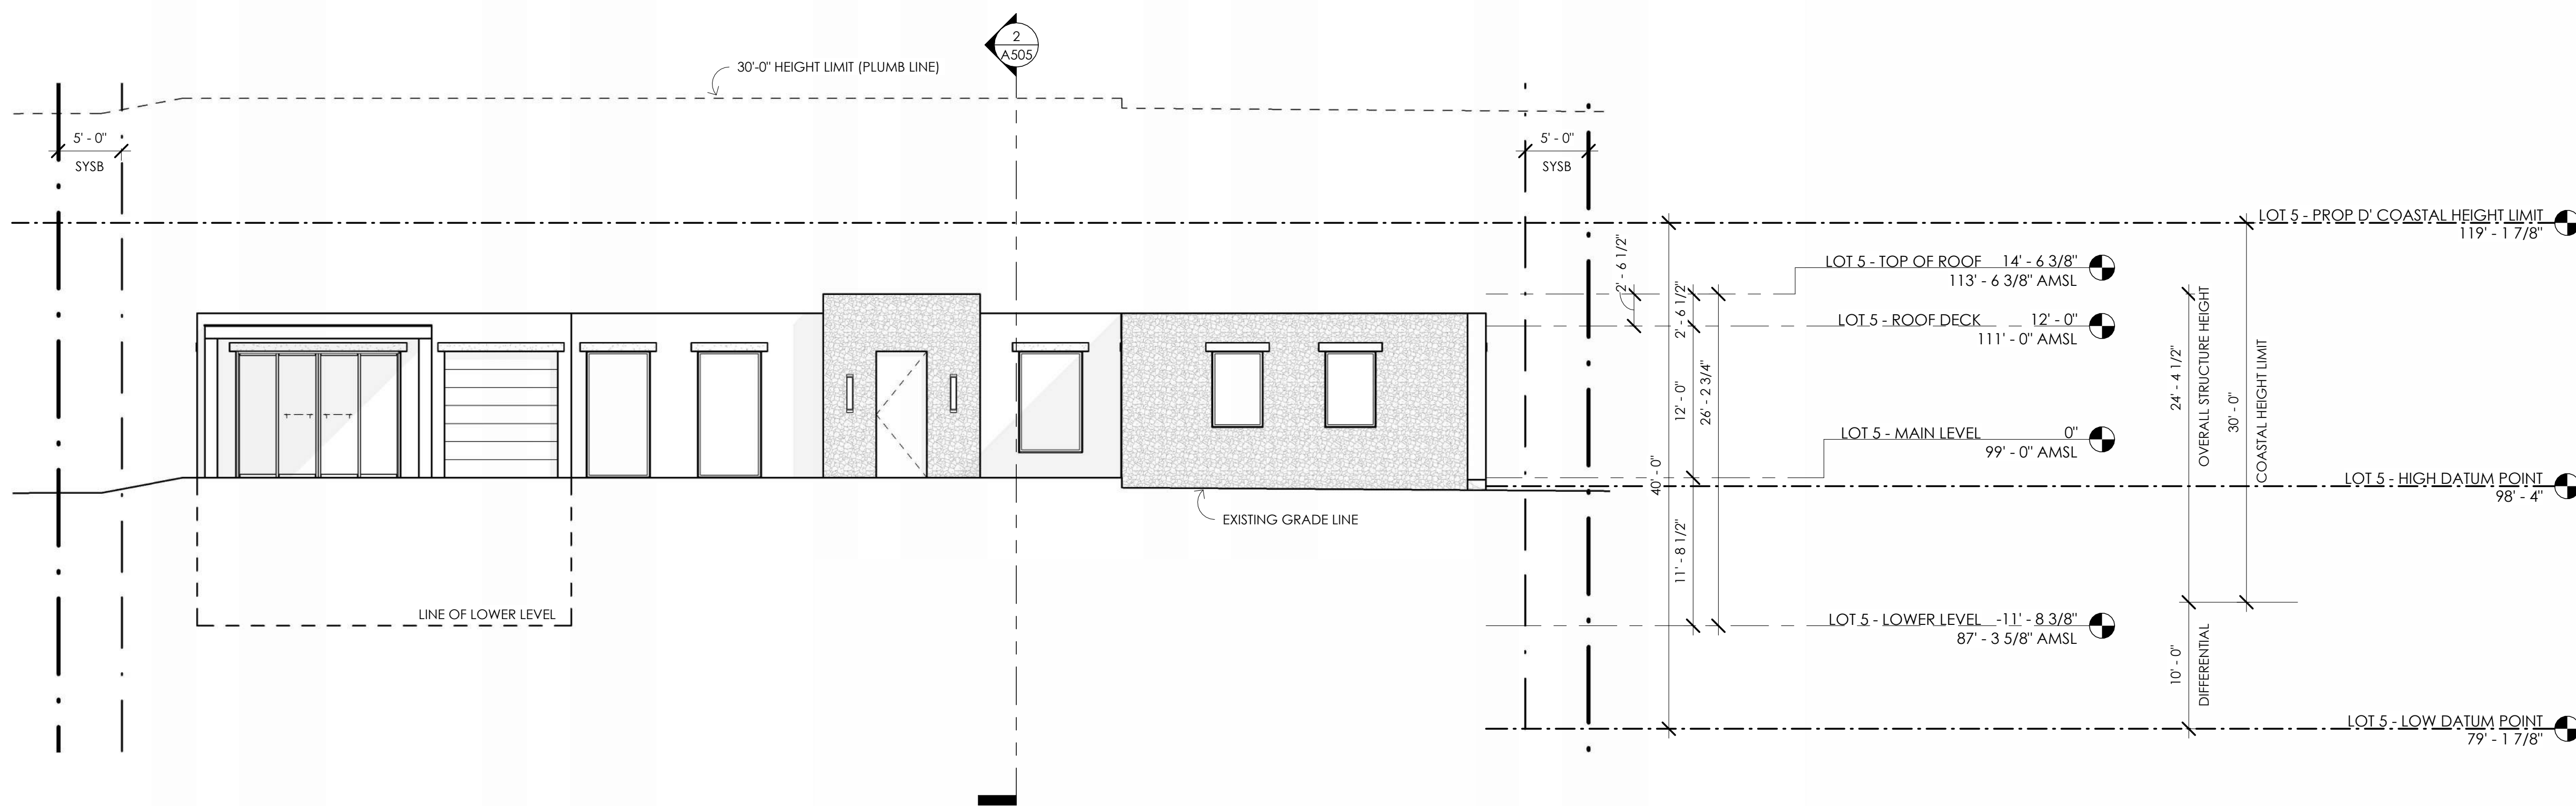 2
A505
30'-0" HEIGHT LIMIT (PLUMB LINE)
5' - 0"
SYSB
5' - 0"
SYSB
LOT 5 - PROP D' COASTAL HEIGHT LIMIT
119' - 1 7/8"
2' - 6 1/2"
LOT 5 - TOP OF ROOF 14' - 6 3/8"
113' - 6 3/8" AMSL
2' - 6 1/2"
LOT 5 - ROOF DECK 12' - 0"
111' - 0" AMSL
12' - 0"
26' - 2 3/4"
40' - 0"
24' - 4 1/2"
OVERALL STRUCTURE HEIGHT
30' - 0"
COASTAL HEIGHT LIMIT
LOT 5 - MAIN LEVEL 0"
99' - 0" AMSL
LOT 5 - HIGH DATUM POINT
98' - 4"
EXISTING GRADE LINE
11' - 8 1/2"
LINE OF LOWER LEVEL
LOT 5 - LOWER LEVEL -11' - 8 3/8"
87' - 3 5/8" AMSL
10' - 0"
DIFFERENTIAL
LOT 5 - LOW DATUM POINT
79' - 1 7/8"